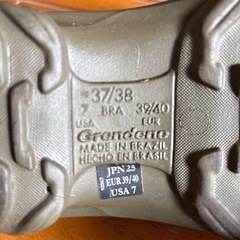 37/38
7 BRA 39/40
USA EUR
Grendene
MADE IN BRAZIL
HECHO EN BRASIL
JPN 25
EUR 39/40
USA 7